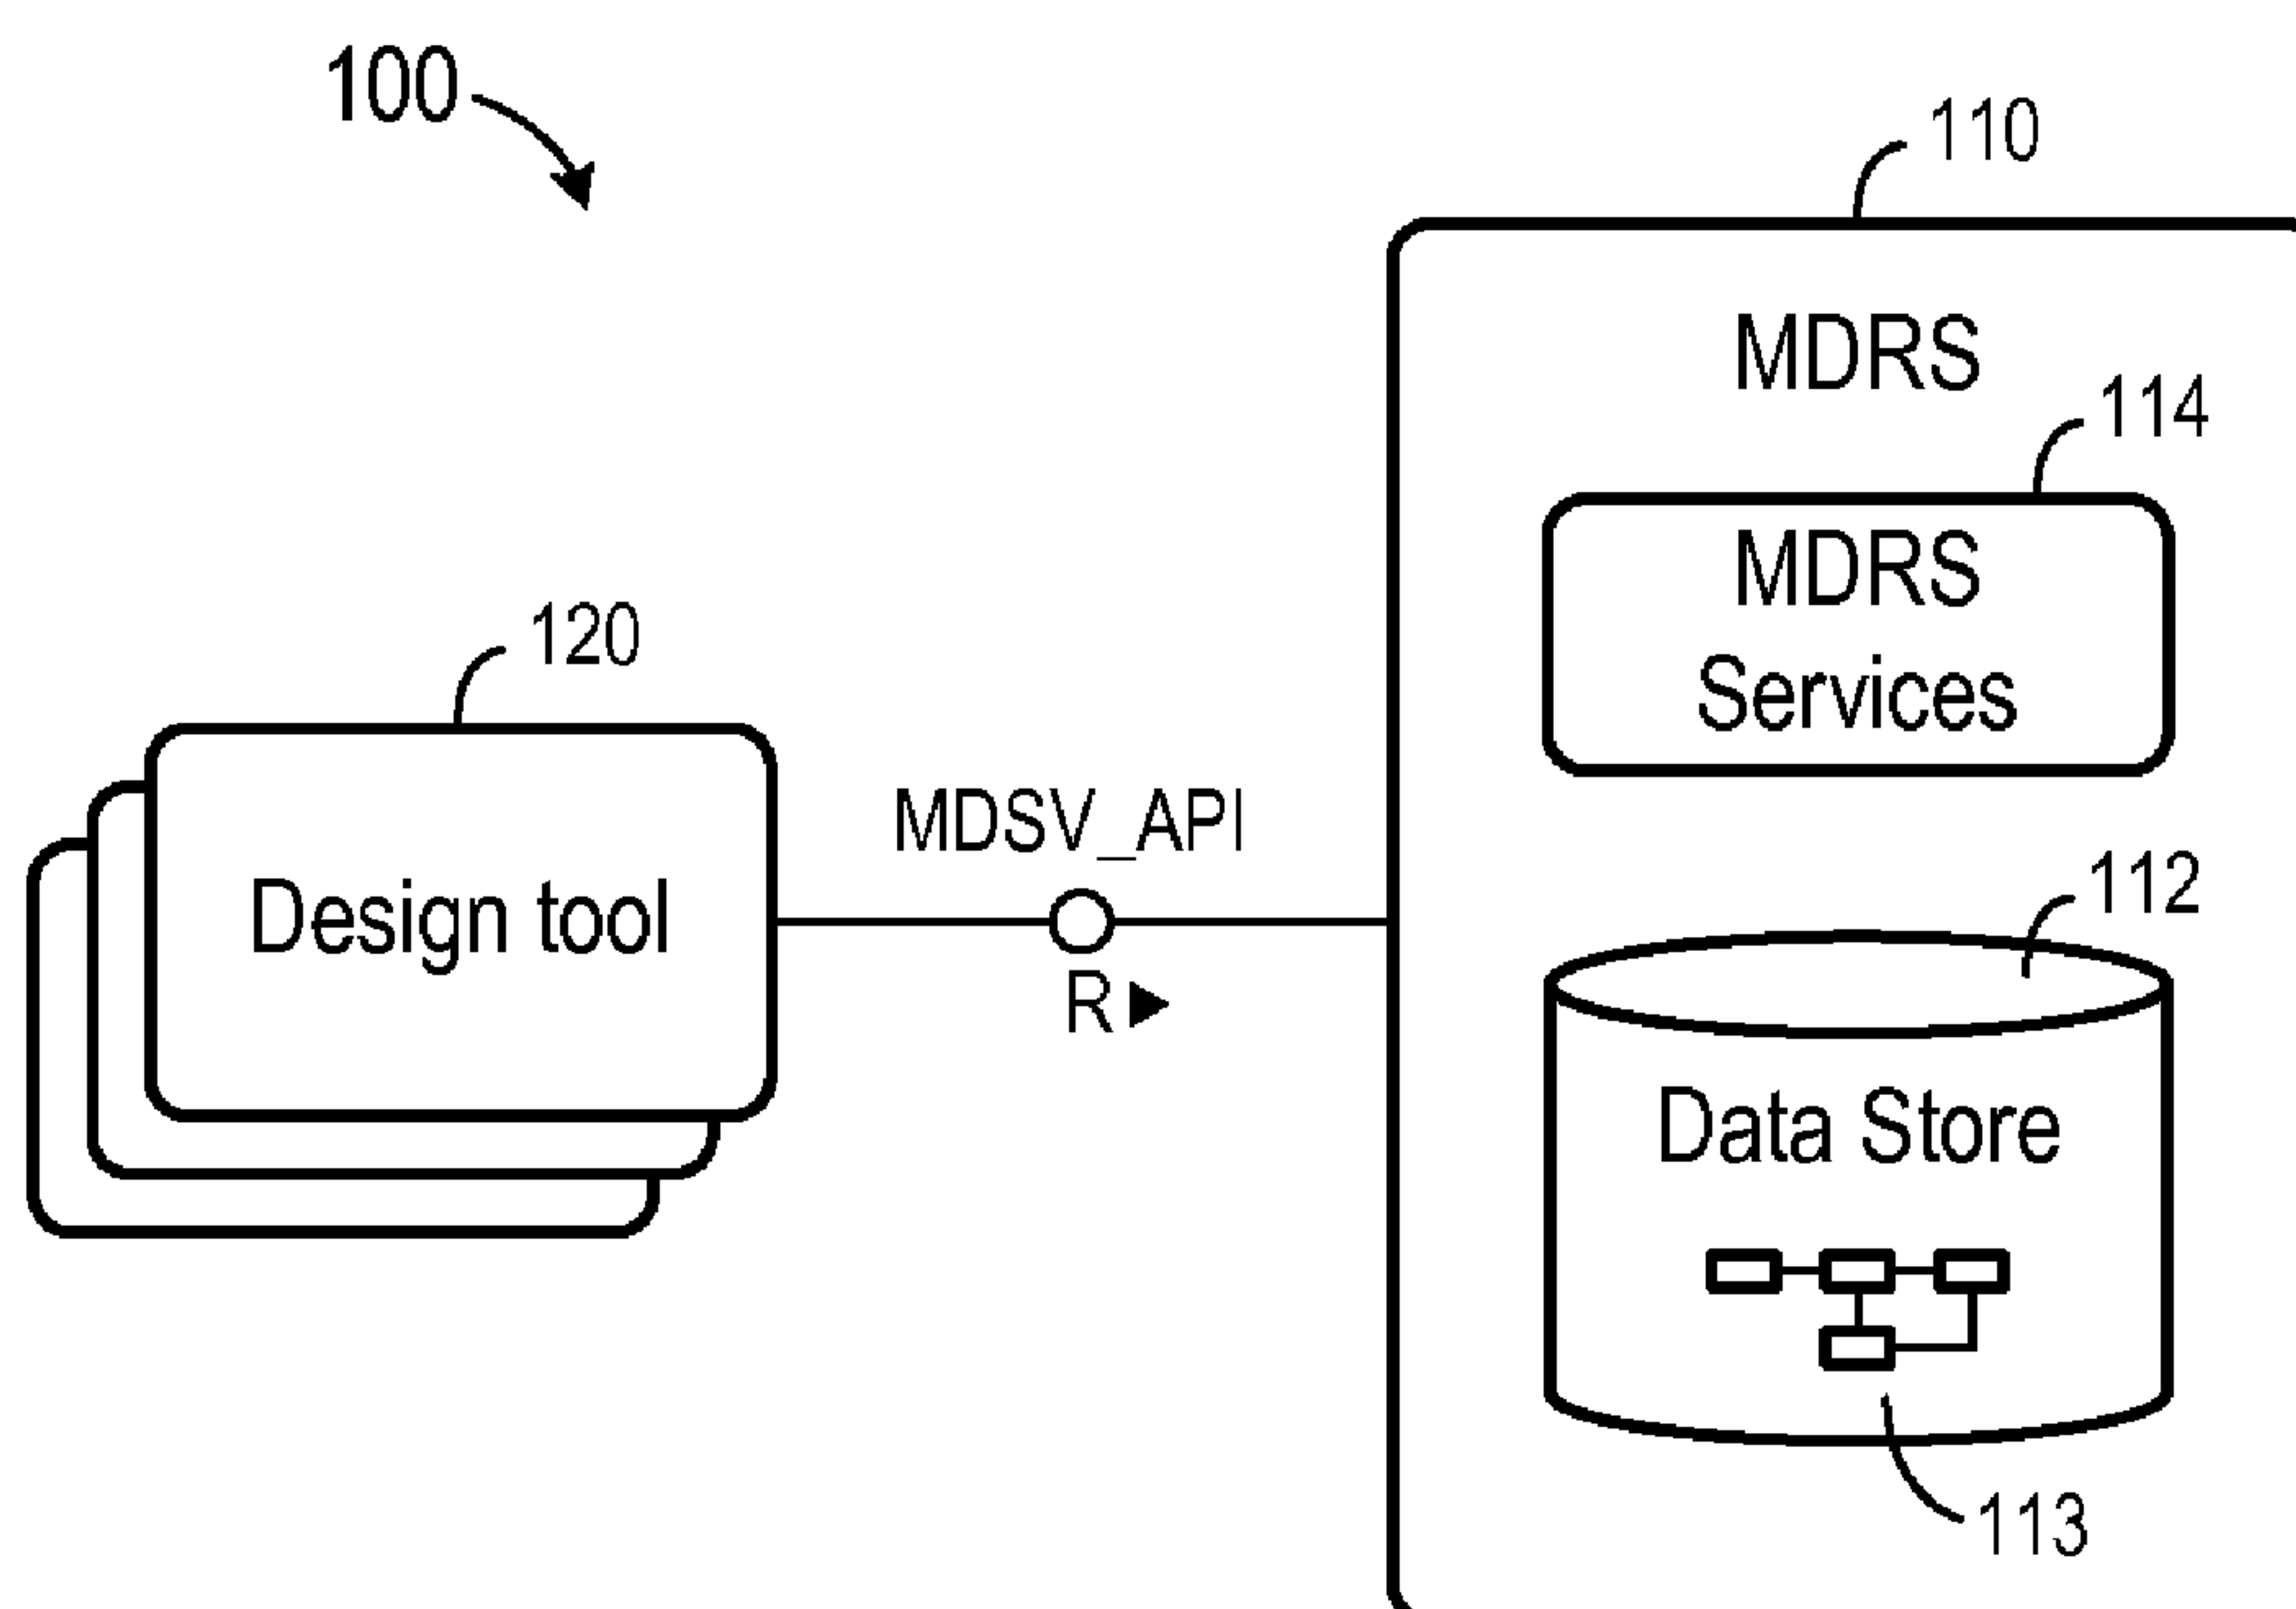 100
110
MDRS
114
MDRS
Services
120
Design tool
MDSV_API
R
112
Data Store
113